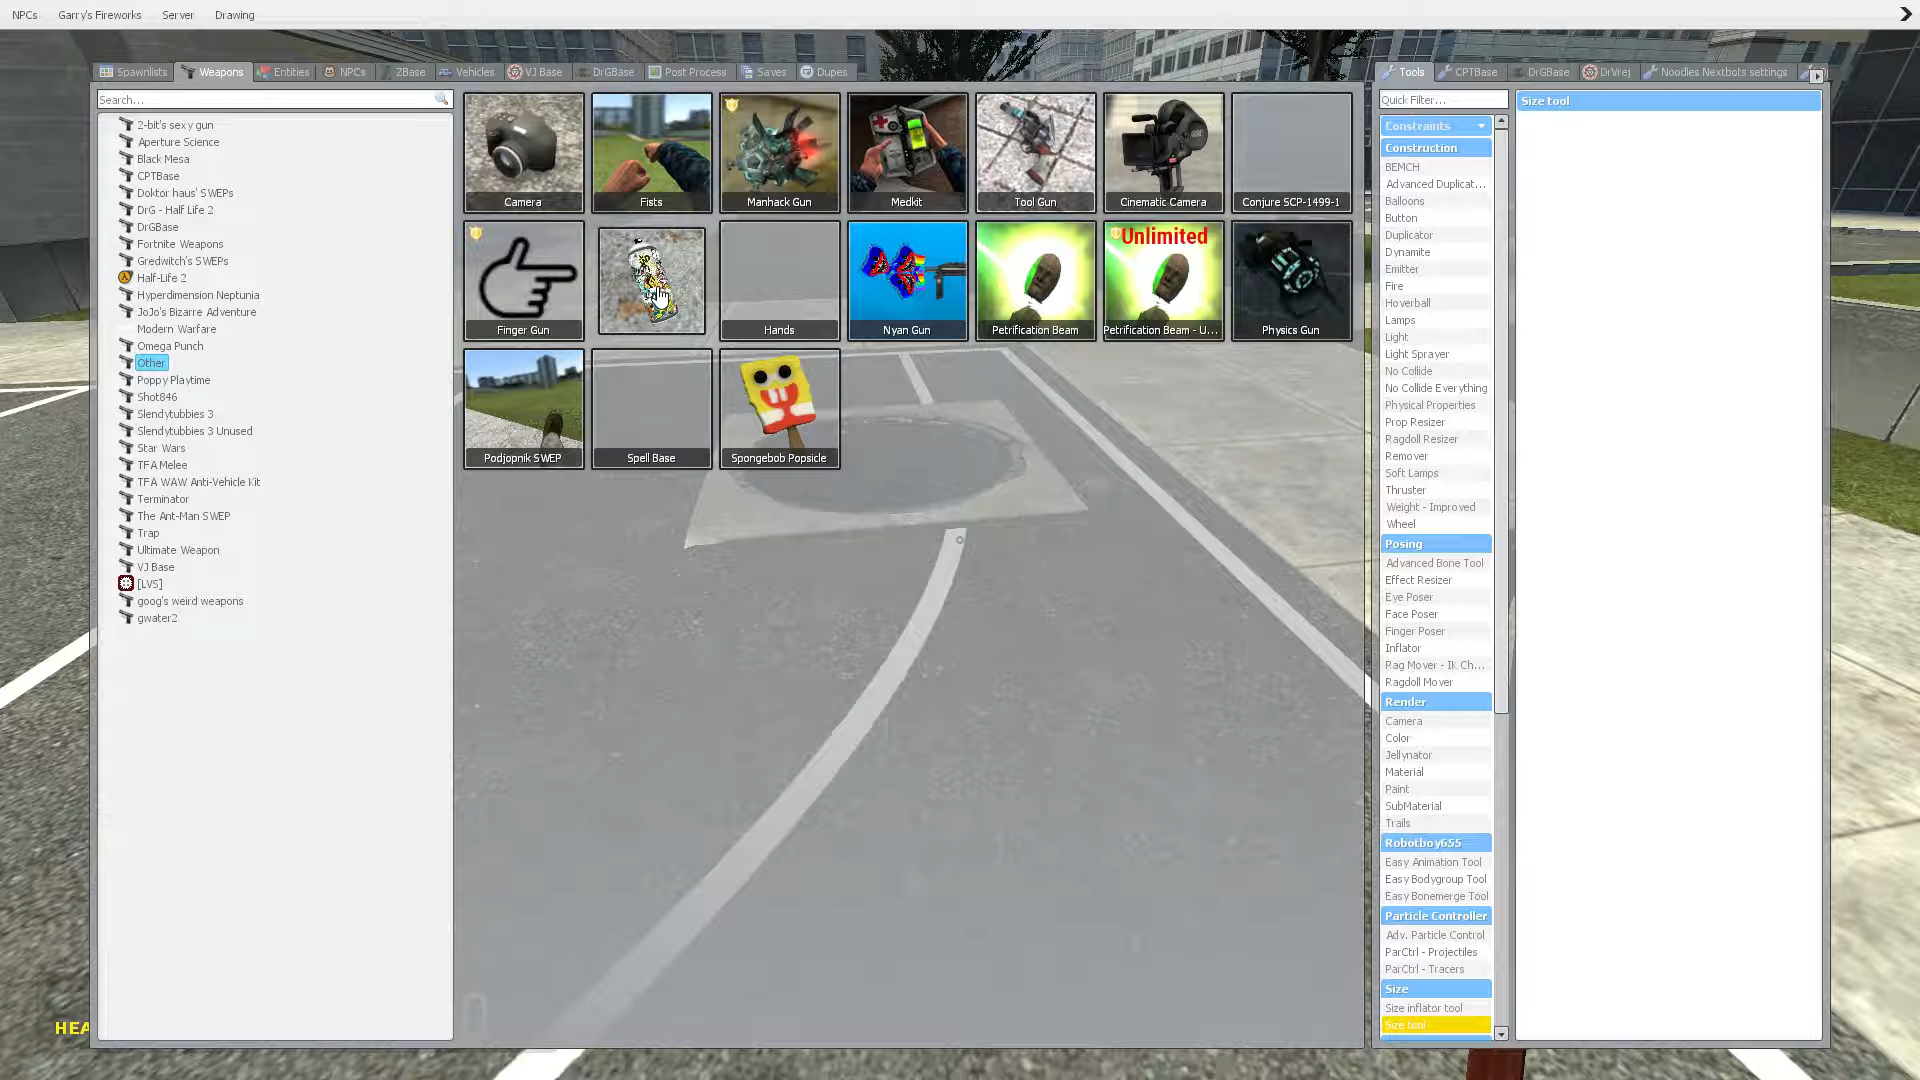 NPCs Garry's Fireworks Server Drawing
Spawnlists Weapons Entities NPCs ZBase Vehicles VJ Base DrGBase Post Process Saves Dupes
Tools CPTBase DrGBase DrVrej Noodles Nextbots settings
Search...
2-bit's sexy gun
Aperture Science
Black Mesa
CPTBase
Doktor haus' SWEPs
DrG - Half Life 2
DrGBase
Fortnite Weapons
Gredwitch's SWEPs
Half-Life 2
Hyperdimension Neptunia
JoJo's Bizarre Adventure
Modern Warfare
Omega Punch
Other
Poppy Playtime
Shot846
Slendytubbies 3
Slendytubbies 3 Unused
Star Wars
TFA Melee
TFA WAW Anti-Vehicle Kit
Terminator
The Ant-Man SWEP
Trap
Ultimate Weapon
VJ Base
[LVS]
goog's weird weapons
gwater2
Camera Fists Manhack Gun Medkit Tool Gun Cinematic Camera Conjure SCP-1499-1
Unlimited
Finger Gun Hands Nyan Gun Petrification Beam Petrification Beam - U... Physics Gun
Podjopnik SWEP Spell Base Spongebob Popsicle
Quick Filter...
Constraints
Construction
BEMCH
Advanced Duplicat...
Balloons
Button
Duplicator
Dynamite
Emitter
Fire
Hoverball
Lamps
Light
Light Sprayer
No Collide
No Collide Everything
Physical Properties
Prop Resizer
Ragdoll Resizer
Remover
Soft Lamps
Thruster
Weight - Improved
Wheel
Posing
Advanced Bone Tool
Effect Resizer
Eye Poser
Face Poser
Finger Poser
Inflator
Rag Mover - IK Ch...
Ragdoll Mover
Render
Camera
Color
Jellynator
Material
Paint
SubMaterial
Trails
Robotboy655
Easy Animation Tool
Easy Bodygroup Tool
Easy Bonemerge Tool
Particle Controller
Adv. Particle Control
ParCtrl - Projectiles
ParCtrl - Tracers
Size
Size inflator tool
Size tool
Size tool
HEA